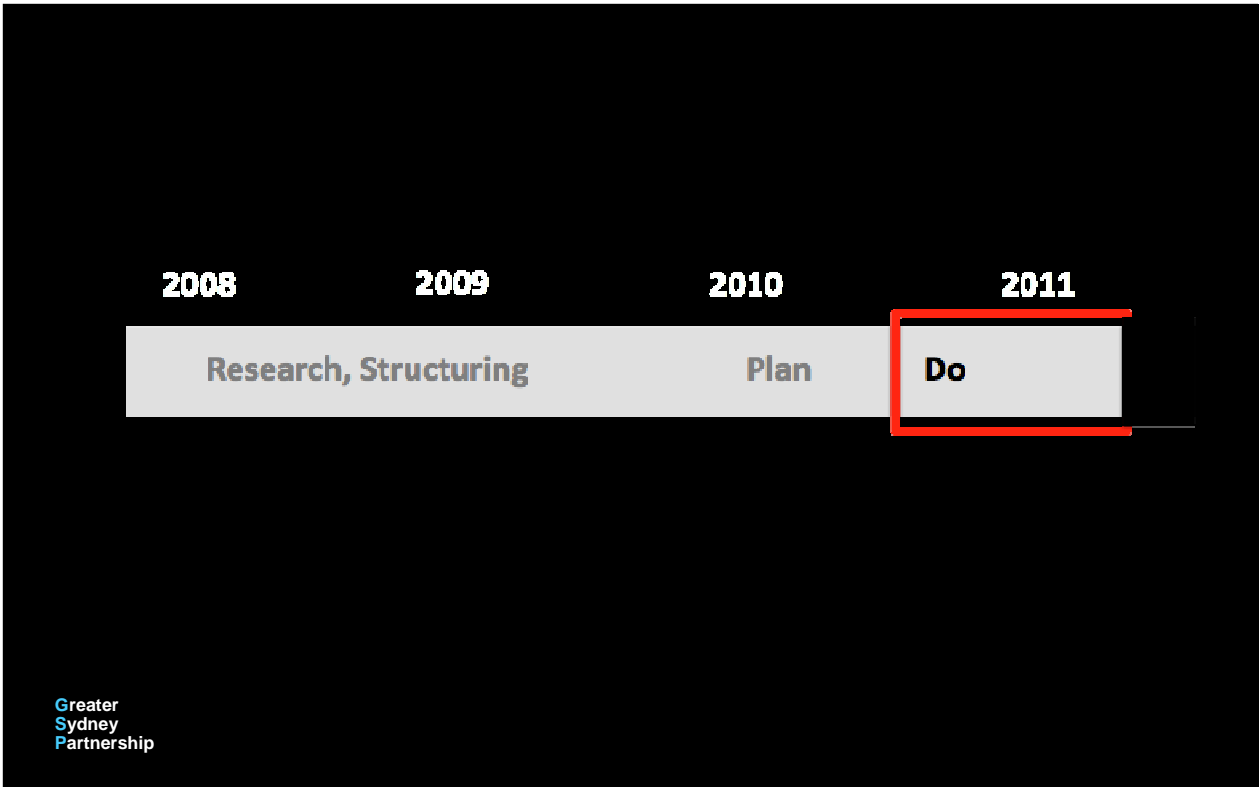 2008 2009 2010 2011
Research, Structuring Plan Do
Greater
Sydney
Partnership